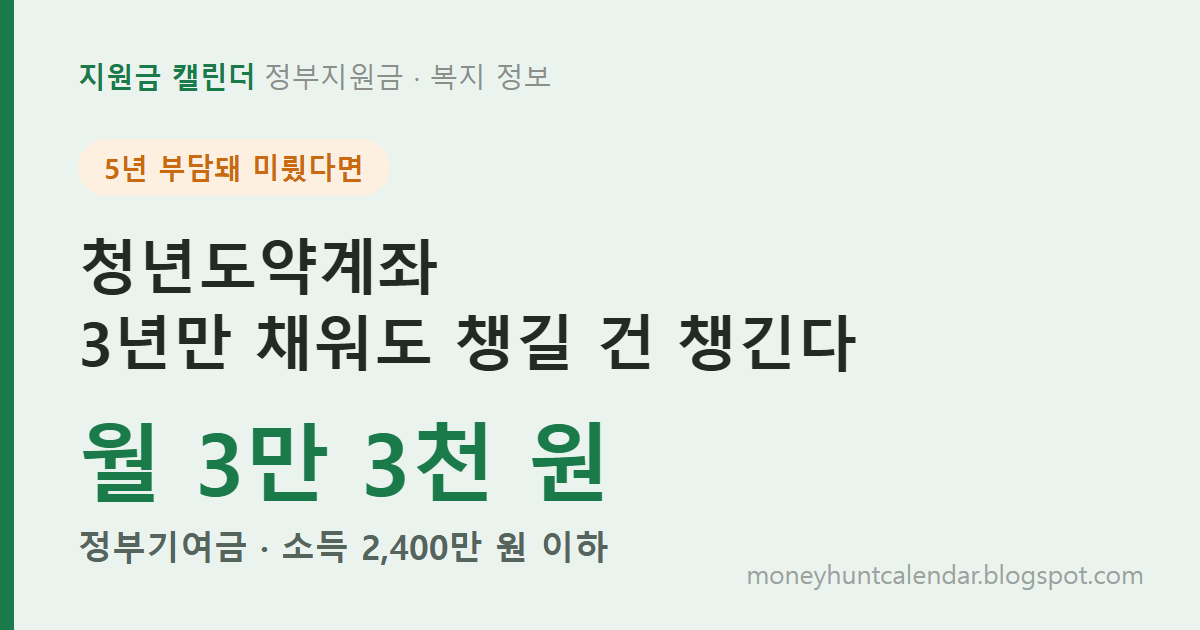 지원금 캘린더 정부지원금 · 복지 정보
5년 부담돼 미뤘다면
청년도약계좌
3년만 채워도 챙길 건 챙긴다
월 3만 3천 원
정부기여금 · 소득 2,400만 원 이하
moneyhuntcalendar.blogspot.com